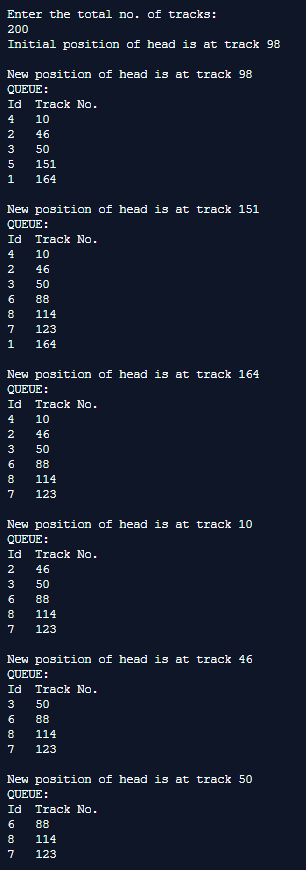 Enter the total no. of tracks:
200
Initial position of head is at track 98
New position of head is at track 98
QUEUE:
Id Track No.
4 10
2 46
3 50
5 151
1 164
New position of head is at track 151
QUEUE:
Id Track No.
4 10
2 46
3 50
6 88
8 114
7 123
1 164
New position of head is at track 164
QUEUE:
Id Track No.
4 10
2 46
3 50
6 88
8 114
7 123
New position of head is at track 10
QUEUE:
Id Track No.
2 46
3 50
6 88
8 114
7 123
New position of head is at track 46
QUEUE:
Id Track No.
3 50
6 88
8 114
7 123
New position of head is at track 50
QUEUE:
Id Track No.
6 88
8 114
7 123